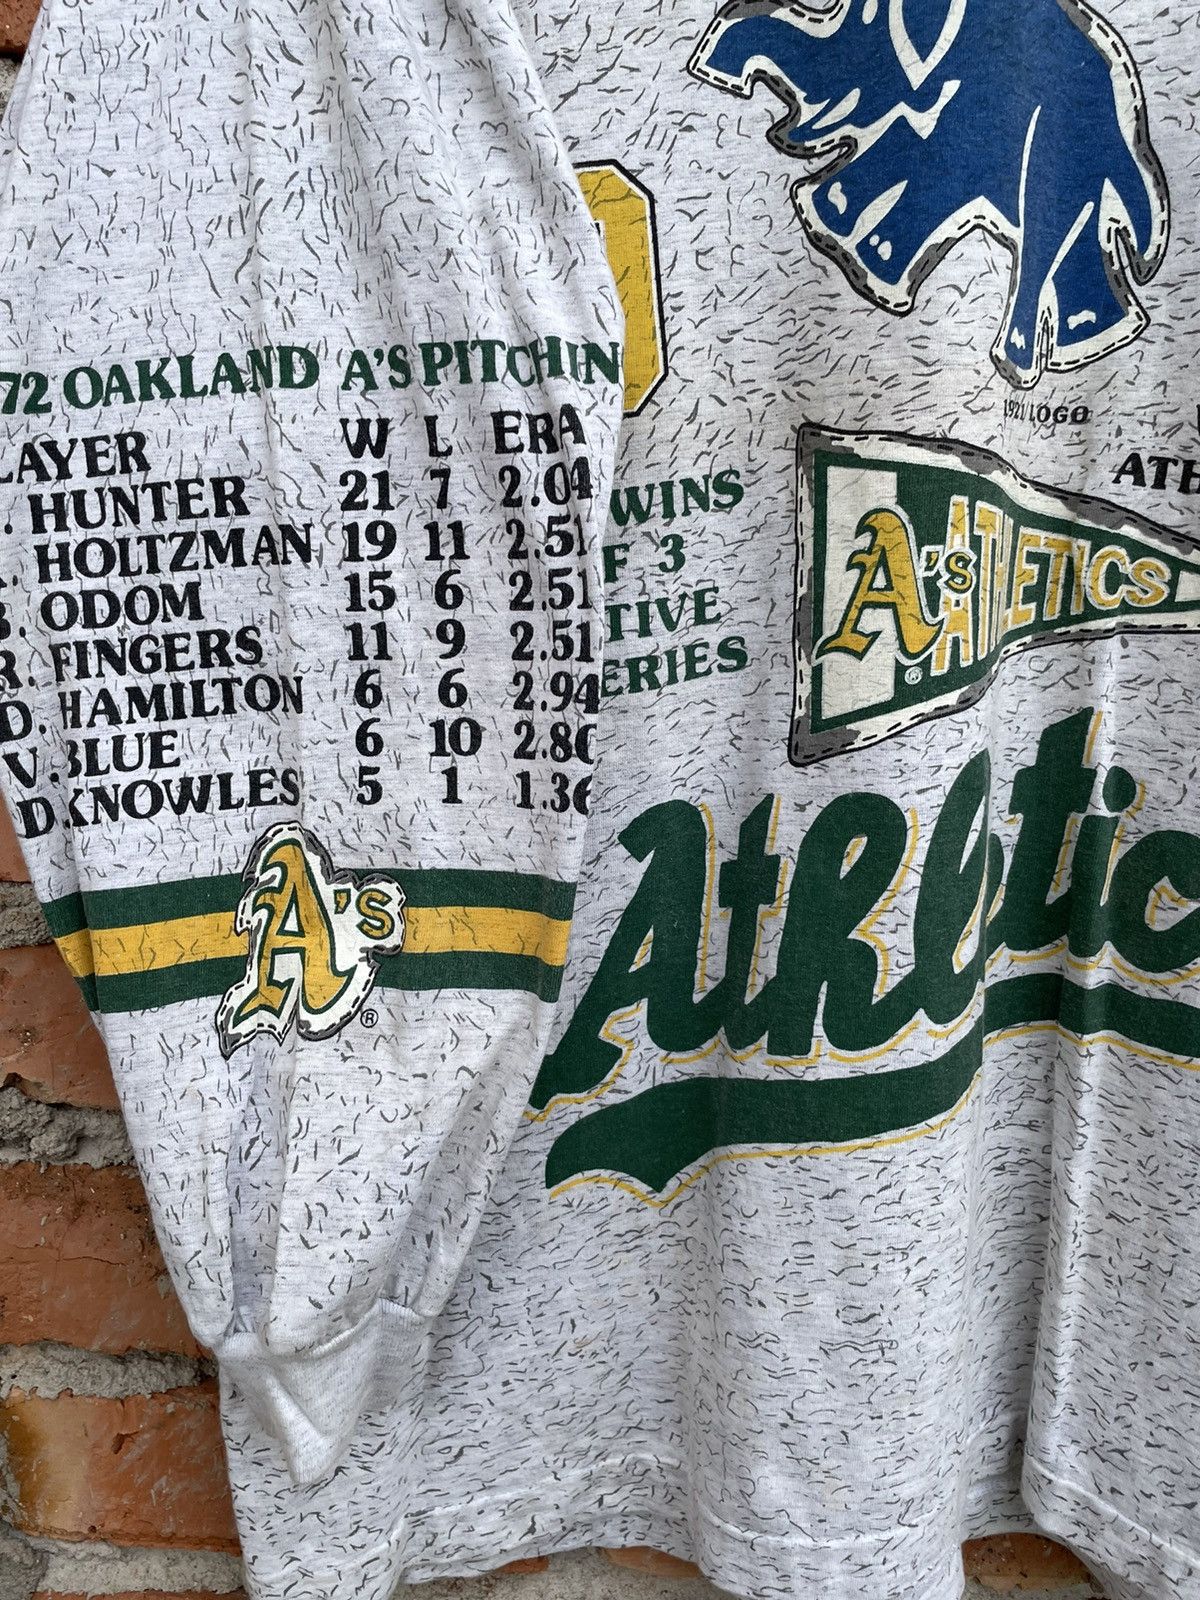 72 OAKLAND A'S PITCHIN
LAYER W L ERA
. HUNTER 21 7 2.04
. HOLTZMAN 19 11 2.51
B. ODOM 15 6 2.51
R. FINGERS 11 9 2.51
D. HAMILTON 6 6 2.94
V. BLUE 6 10 2.80
D. KNOWLES 5 1 1.36
A's
®
1921 LOGO
ATH
WINS
F 3
TIVE
ERIES
A's ATHLETICS
®
Athletic